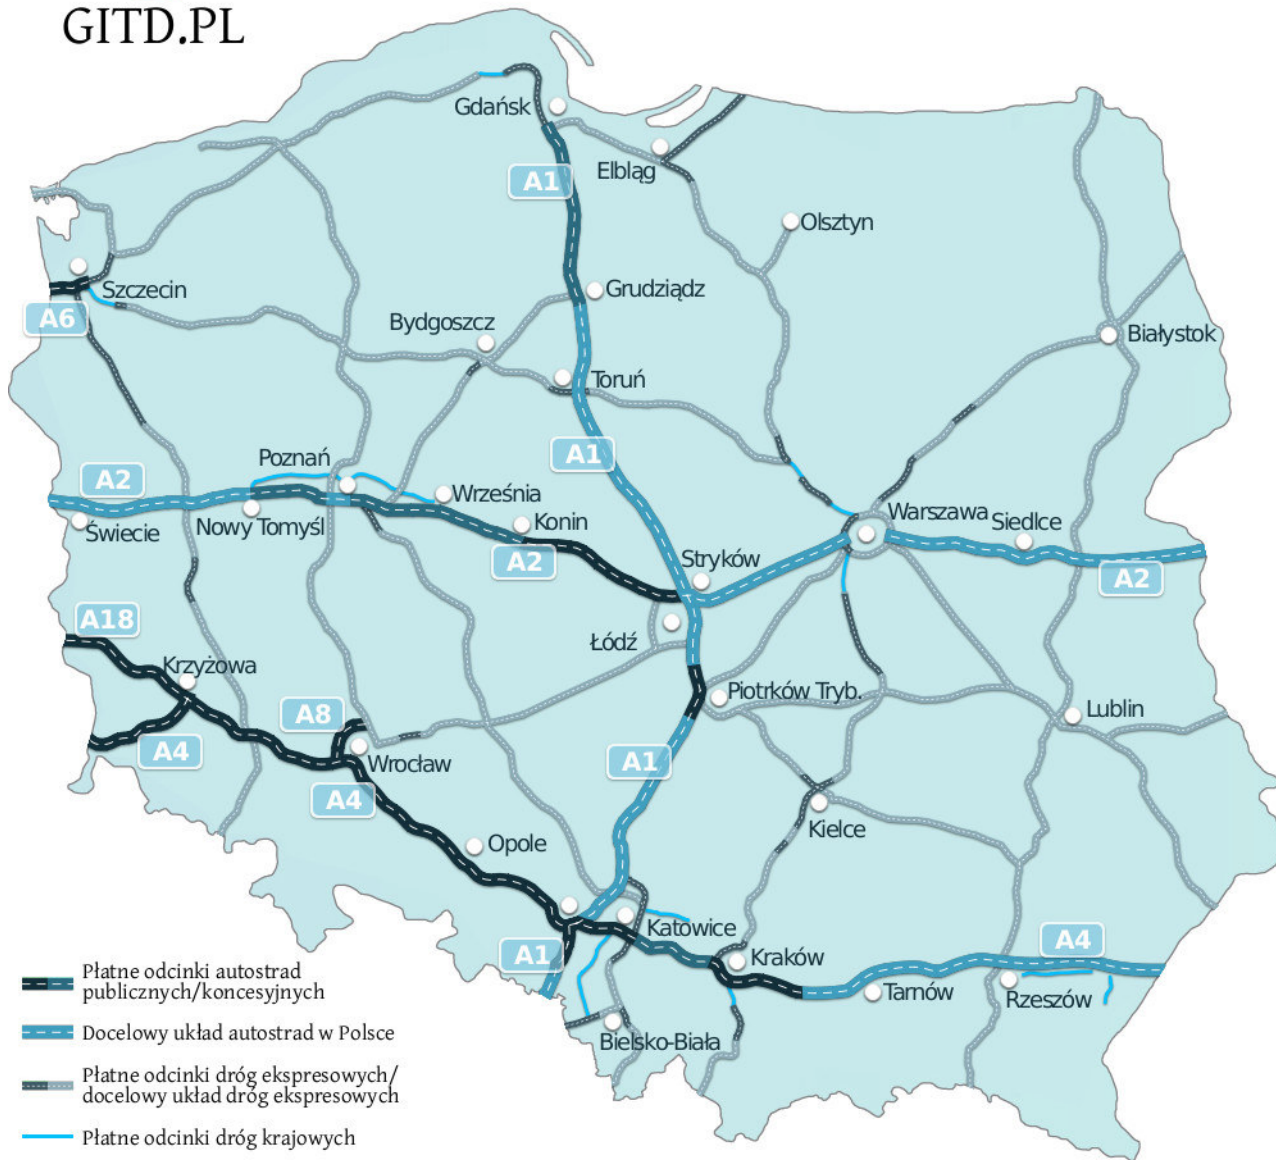 GITD.PL
Gdańsk
A1
Elbląg
Olsztyn
Szczecin
Grudziądz
A6
Bydgoszcz
Białystok
Toruń
A1
Poznań
A2
Września
Świecie
Nowy Tomyśl
Konin
Warszawa
Siedlce
A2
Stryków
A2
A18
Łódź
Krzyżowa
Piotrków Tryb.
Lublin
A8
A4
Wrocław
A1
A4
Kielce
Opole
Katowice
A1
Kraków
A4
Tarnów
Rzeszów
Bielsko-Biała
Płatne odcinki autostrad
publicznych/koncesyjnych
Docelowy układ autostrad w Polsce
Płatne odcinki dróg ekspresowych/
docelowy układ dróg ekspresowych
Płatne odcinki dróg krajowych